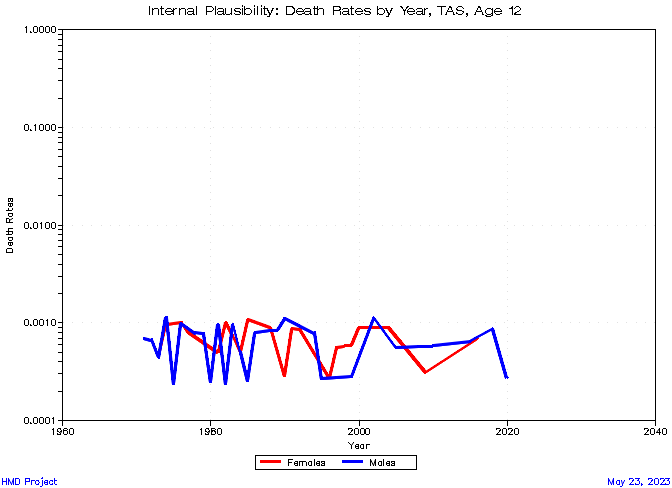 Internal Plausibility: Death Rates by Year, TAS, Age 12
1.0000
0.1000
0.0100
0.0010
0.0001
Death Rates
1960
1980
2000
2020
2040
Year
Females
Males
HMD Project
May 23, 2023